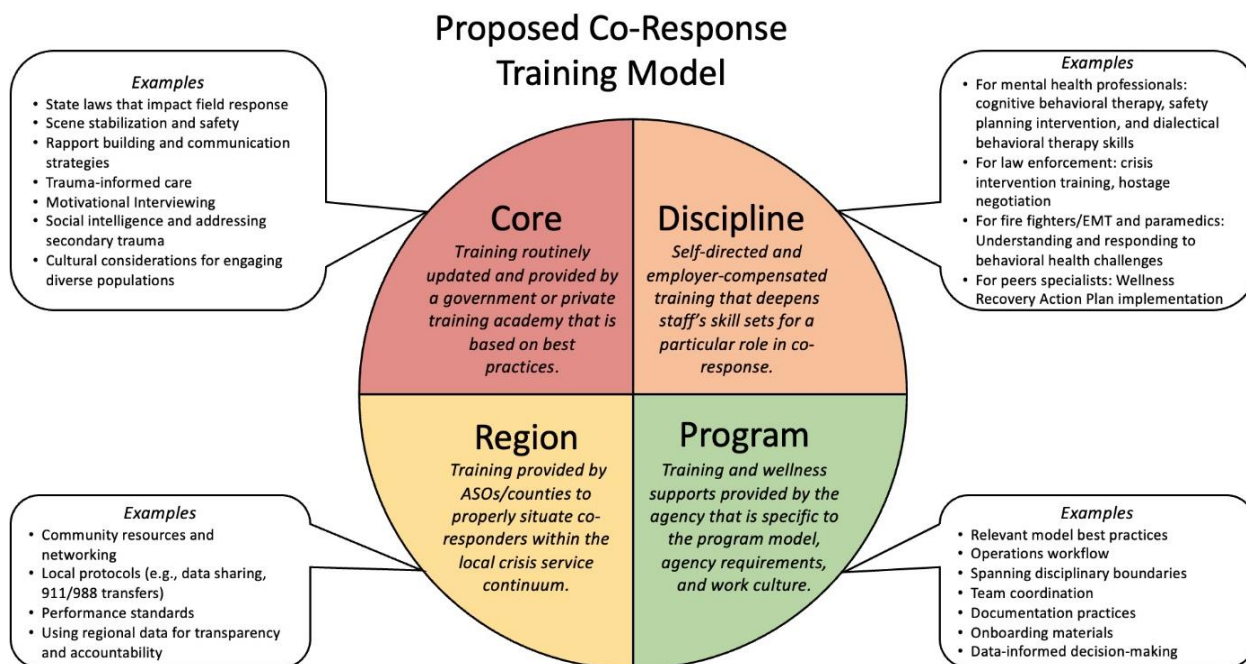 Proposed Co-Response
Training Model
Examples
• State laws that impact field response
• Scene stabilization and safety
• Rapport building and communication
strategies
• Trauma-informed care
• Motivational Interviewing
• Social intelligence and addressing
secondary trauma
• Cultural considerations for engaging
diverse populations
Examples
• For mental health professionals:
cognitive behavioral therapy, safety
planning intervention, and dialectical
behavioral therapy skills
• For law enforcement: crisis
intervention training, hostage
negotiation
• For fire fighters/EMT and paramedics:
Understanding and responding to
behavioral health challenges
• For peers specialists: Wellness
Recovery Action Plan implementation
Core
Training routinely
updated and provided by
a government or private
training academy that is
based on best
practices.
Discipline
Self-directed and
employer-compensated
training that deepens
staff's skill sets for a
particular role in co-
response.
Region
Training provided by
ASOs/counties to
properly situate co-
responders within the
local crisis service
continuum.
Program
Training and wellness
supports provided by the
agency that is specific to
the program model,
agency requirements,
and work culture.
Examples
• Community resources and
networking
• Local protocols (e.g., data sharing,
911/988 transfers)
• Performance standards
• Using regional data for transparency
and accountability
Examples
• Relevant model best practices
• Operations workflow
• Spanning disciplinary boundaries
• Team coordination
• Documentation practices
• Onboarding materials
• Data-informed decision-making